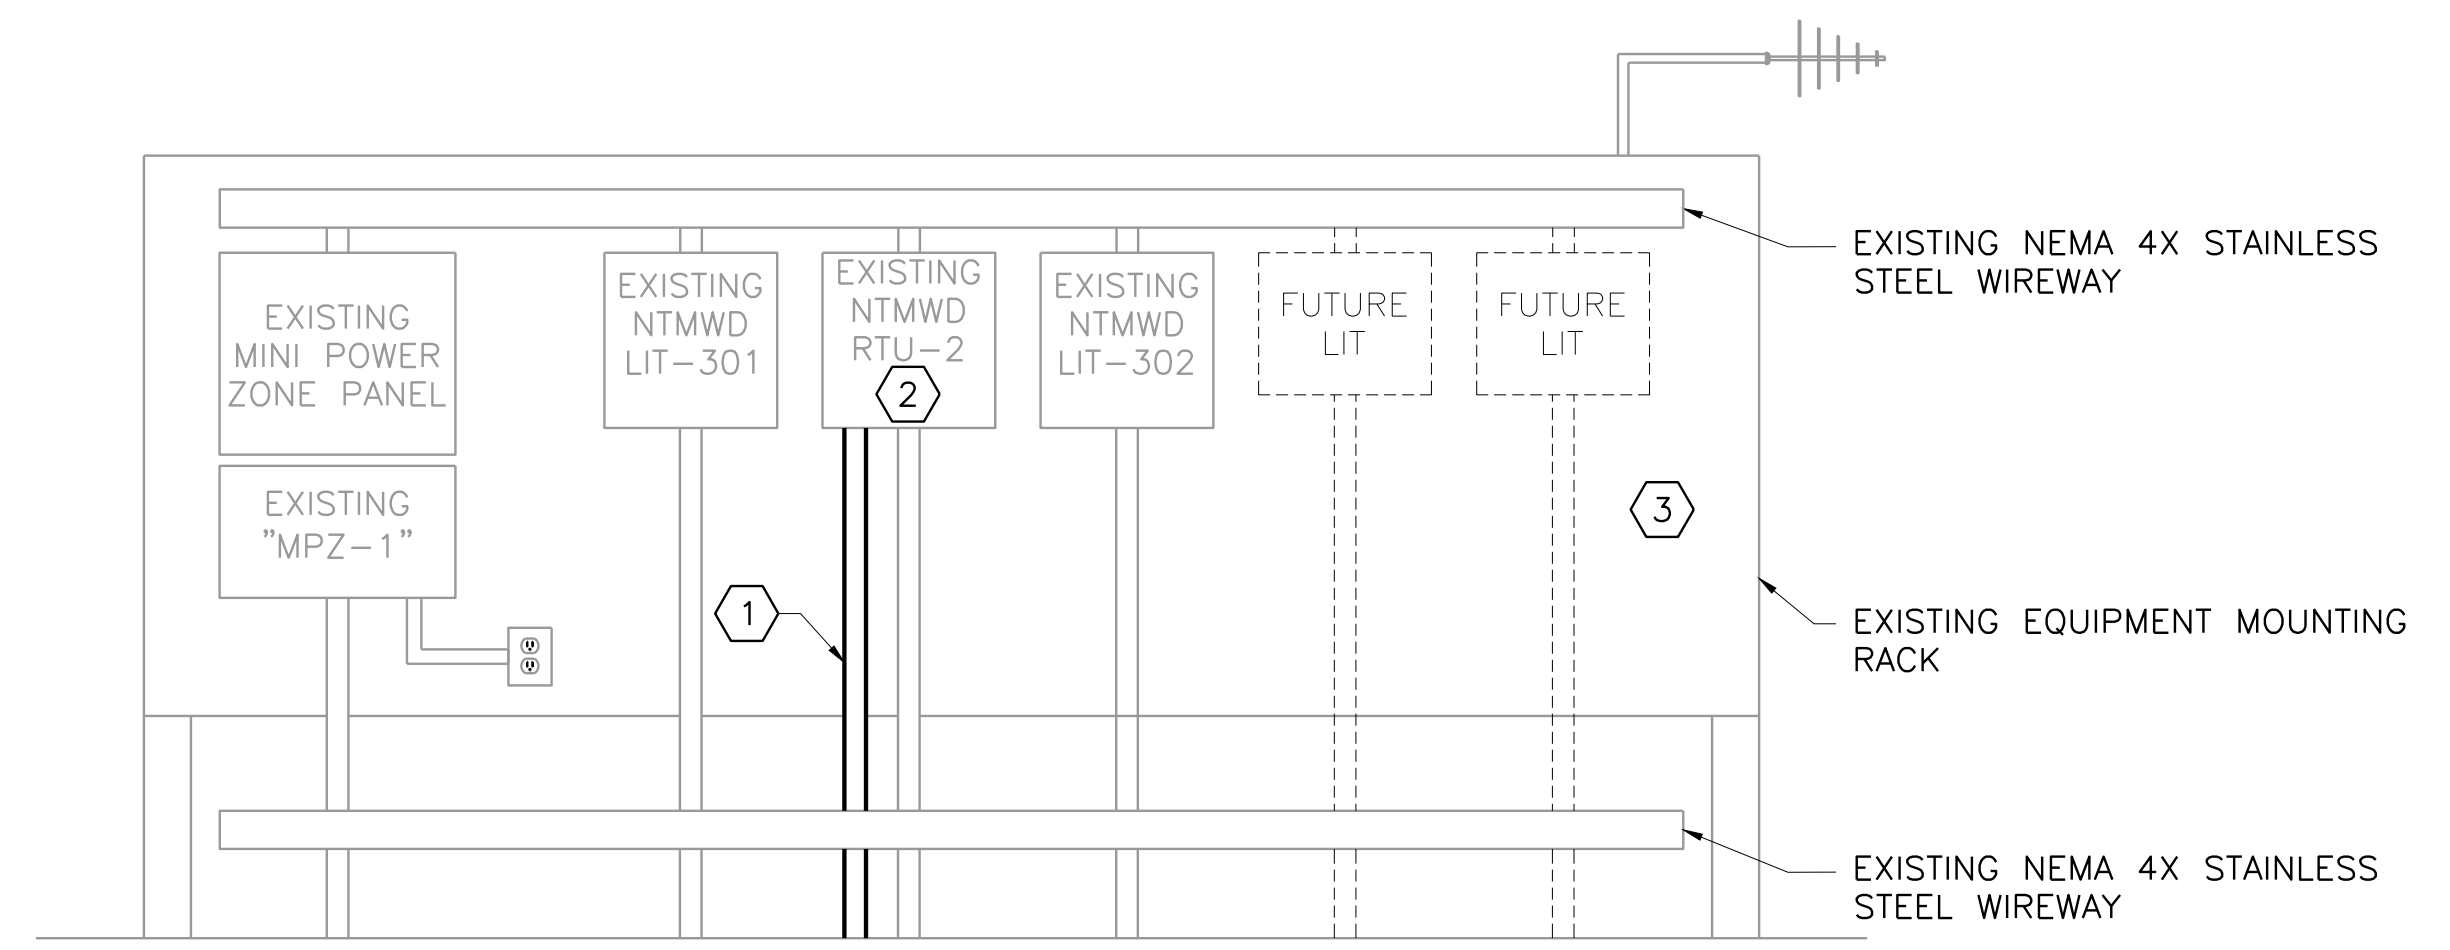 EXISTING NEMA 4X STAINLESS
STEEL WIREWAY
EXISTING
MINI POWER
ZONE PANEL
EXISTING
NTMWD
LIT-301
EXISTING
NTMWD
RTU-2
2
EXISTING
NTMWD
LIT-302
FUTURE
LIT
FUTURE
LIT
EXISTING
"MPZ-1"
3
1
EXISTING EQUIPMENT MOUNTING
RACK
EXISTING NEMA 4X STAINLESS
STEEL WIREWAY